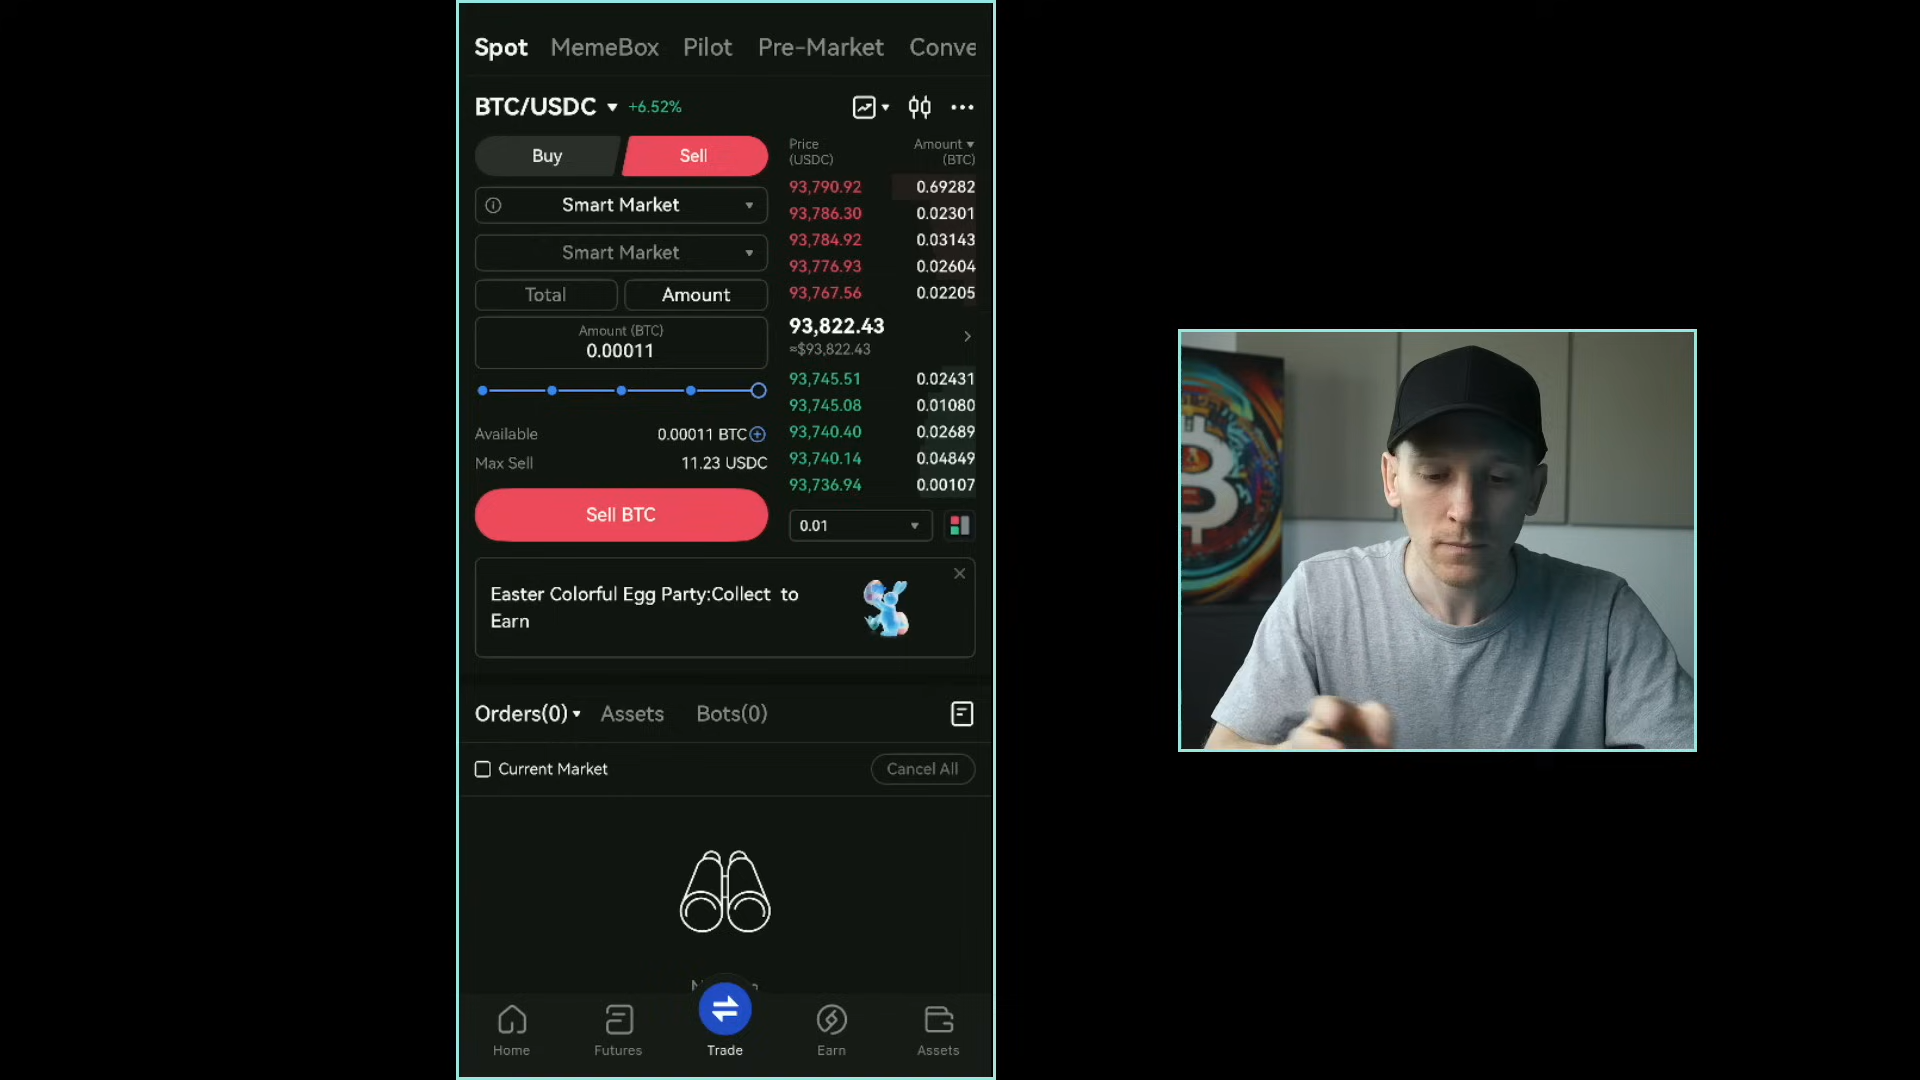 Spot MemeBox Pilot Pre-Market Conve
BTC/USDC +6.52%
Buy Sell
Smart Market
Smart Market
Total Amount
Amount (BTC)
0.00011
Available 0.00011 BTC
Max Sell 11.23 USDC
Sell BTC
Price Amount
(USDC) (BTC)
93,790.92 0.69282
93,786.30 0.02301
93,784.92 0.03143
93,776.93 0.02604
93,767.56 0.02205
93,822.43
≈$93,822.43
93,745.51 0.02431
93,745.08 0.01080
93,740.40 0.02689
93,740.14 0.04849
93,736.94 0.00107
0.01
Easter Colorful Egg Party:Collect to
Earn
Orders(0) Assets Bots(0)
Current Market Cancel All
Home Futures Trade Earn Assets